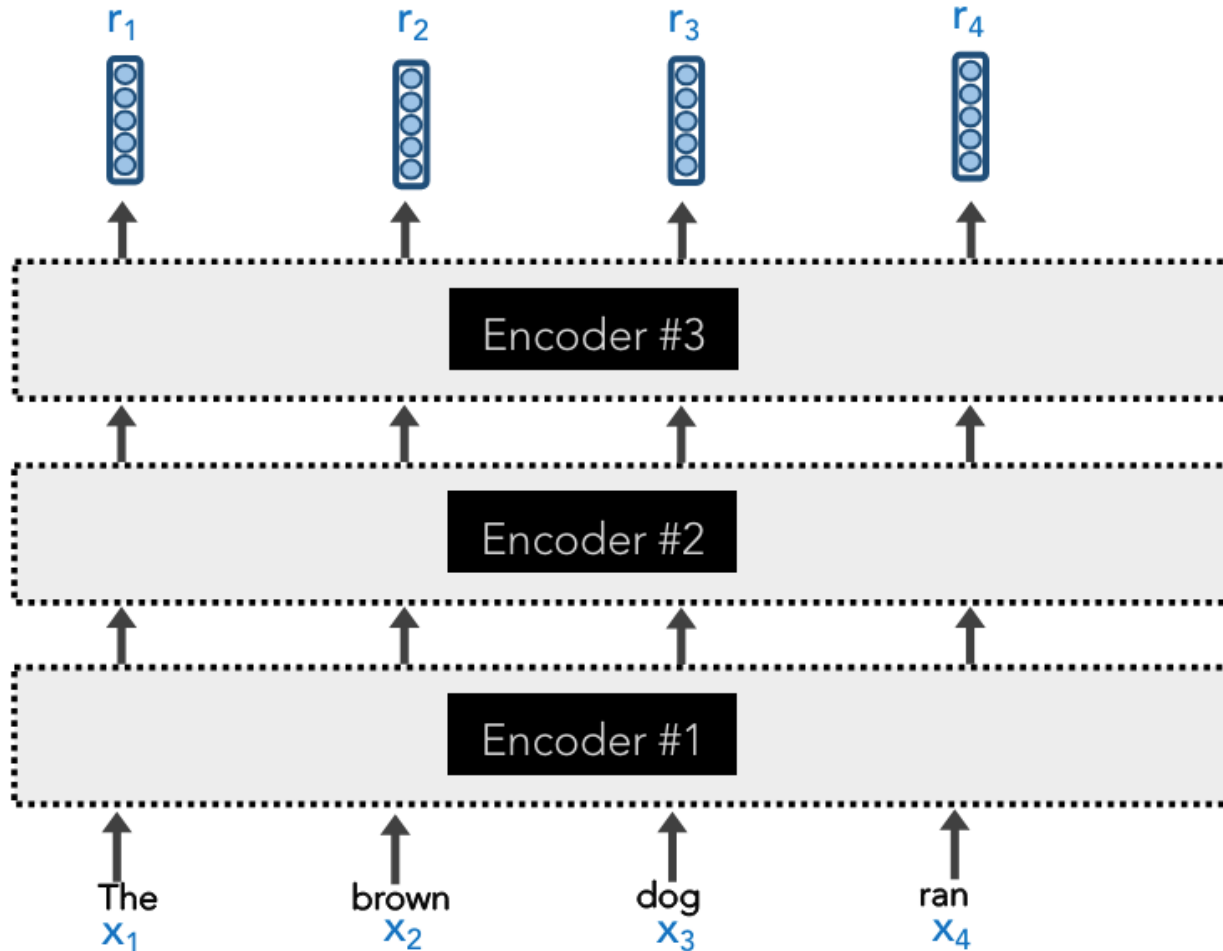 r₁ r₂ r₃ r₄
Encoder #3
Encoder #2
Encoder #1
The brown dog ran
x₁ x₂ x₃ x₄